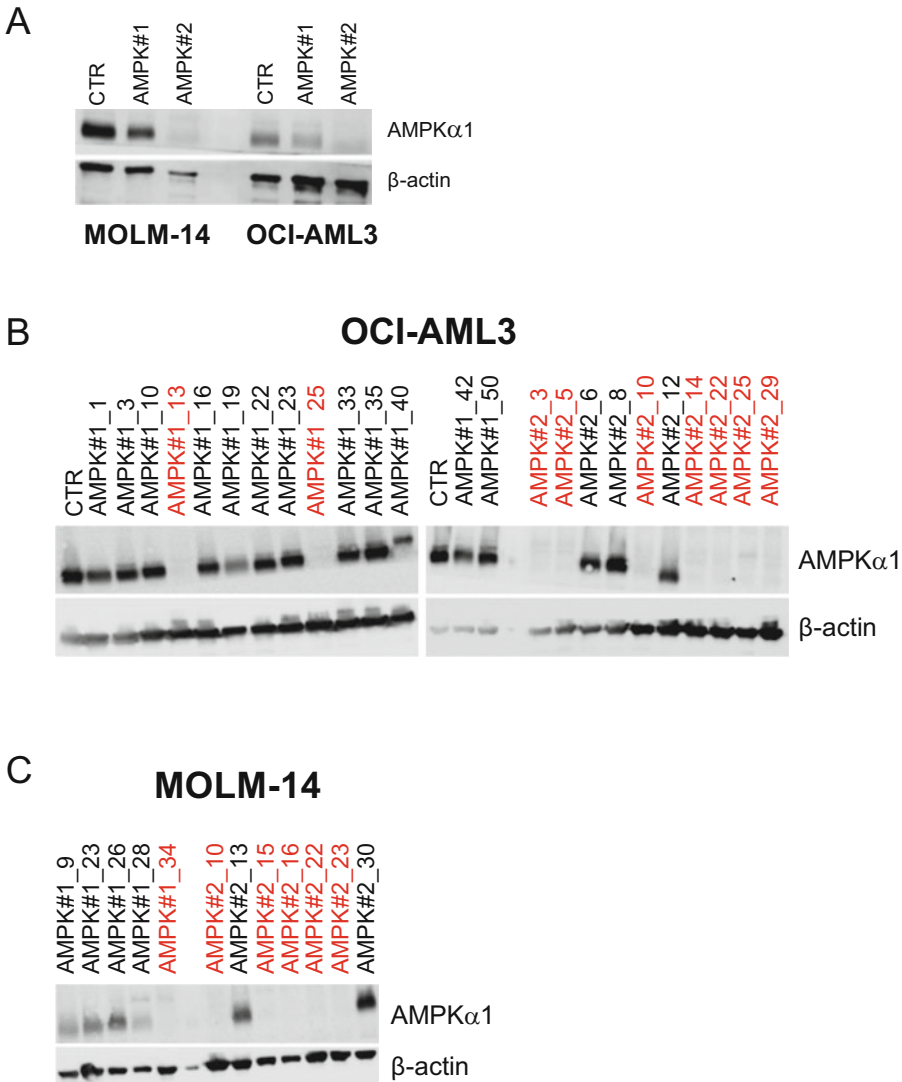 A
CTR
AMPK#1
AMPK#2
CTR
AMPK#1
AMPK#2
AMPKα1
β-actin
MOLM-14
OCI-AML3
B
OCI-AML3
CTR
AMPK#1_1
AMPK#1_3
AMPK#1_10
AMPK#1_13
AMPK#1_16
AMPK#1_19
AMPK#1_22
AMPK#1_23
AMPK#1_25
AMPK#1_33
AMPK#1_35
AMPK#1_40
CTR
AMPK#1_42
AMPK#1_50
AMPK#2_3
AMPK#2_5
AMPK#2_6
AMPK#2_8
AMPK#2_10
AMPK#2_12
AMPK#2_14
AMPK#2_22
AMPK#2_25
AMPK#2_29
AMPKα1
β-actin
C
MOLM-14
AMPK#1_9
AMPK#1_23
AMPK#1_26
AMPK#1_28
AMPK#1_34
AMPK#2_10
AMPK#2_13
AMPK#2_15
AMPK#2_16
AMPK#2_22
AMPK#2_23
AMPK#2_30
AMPKα1
β-actin